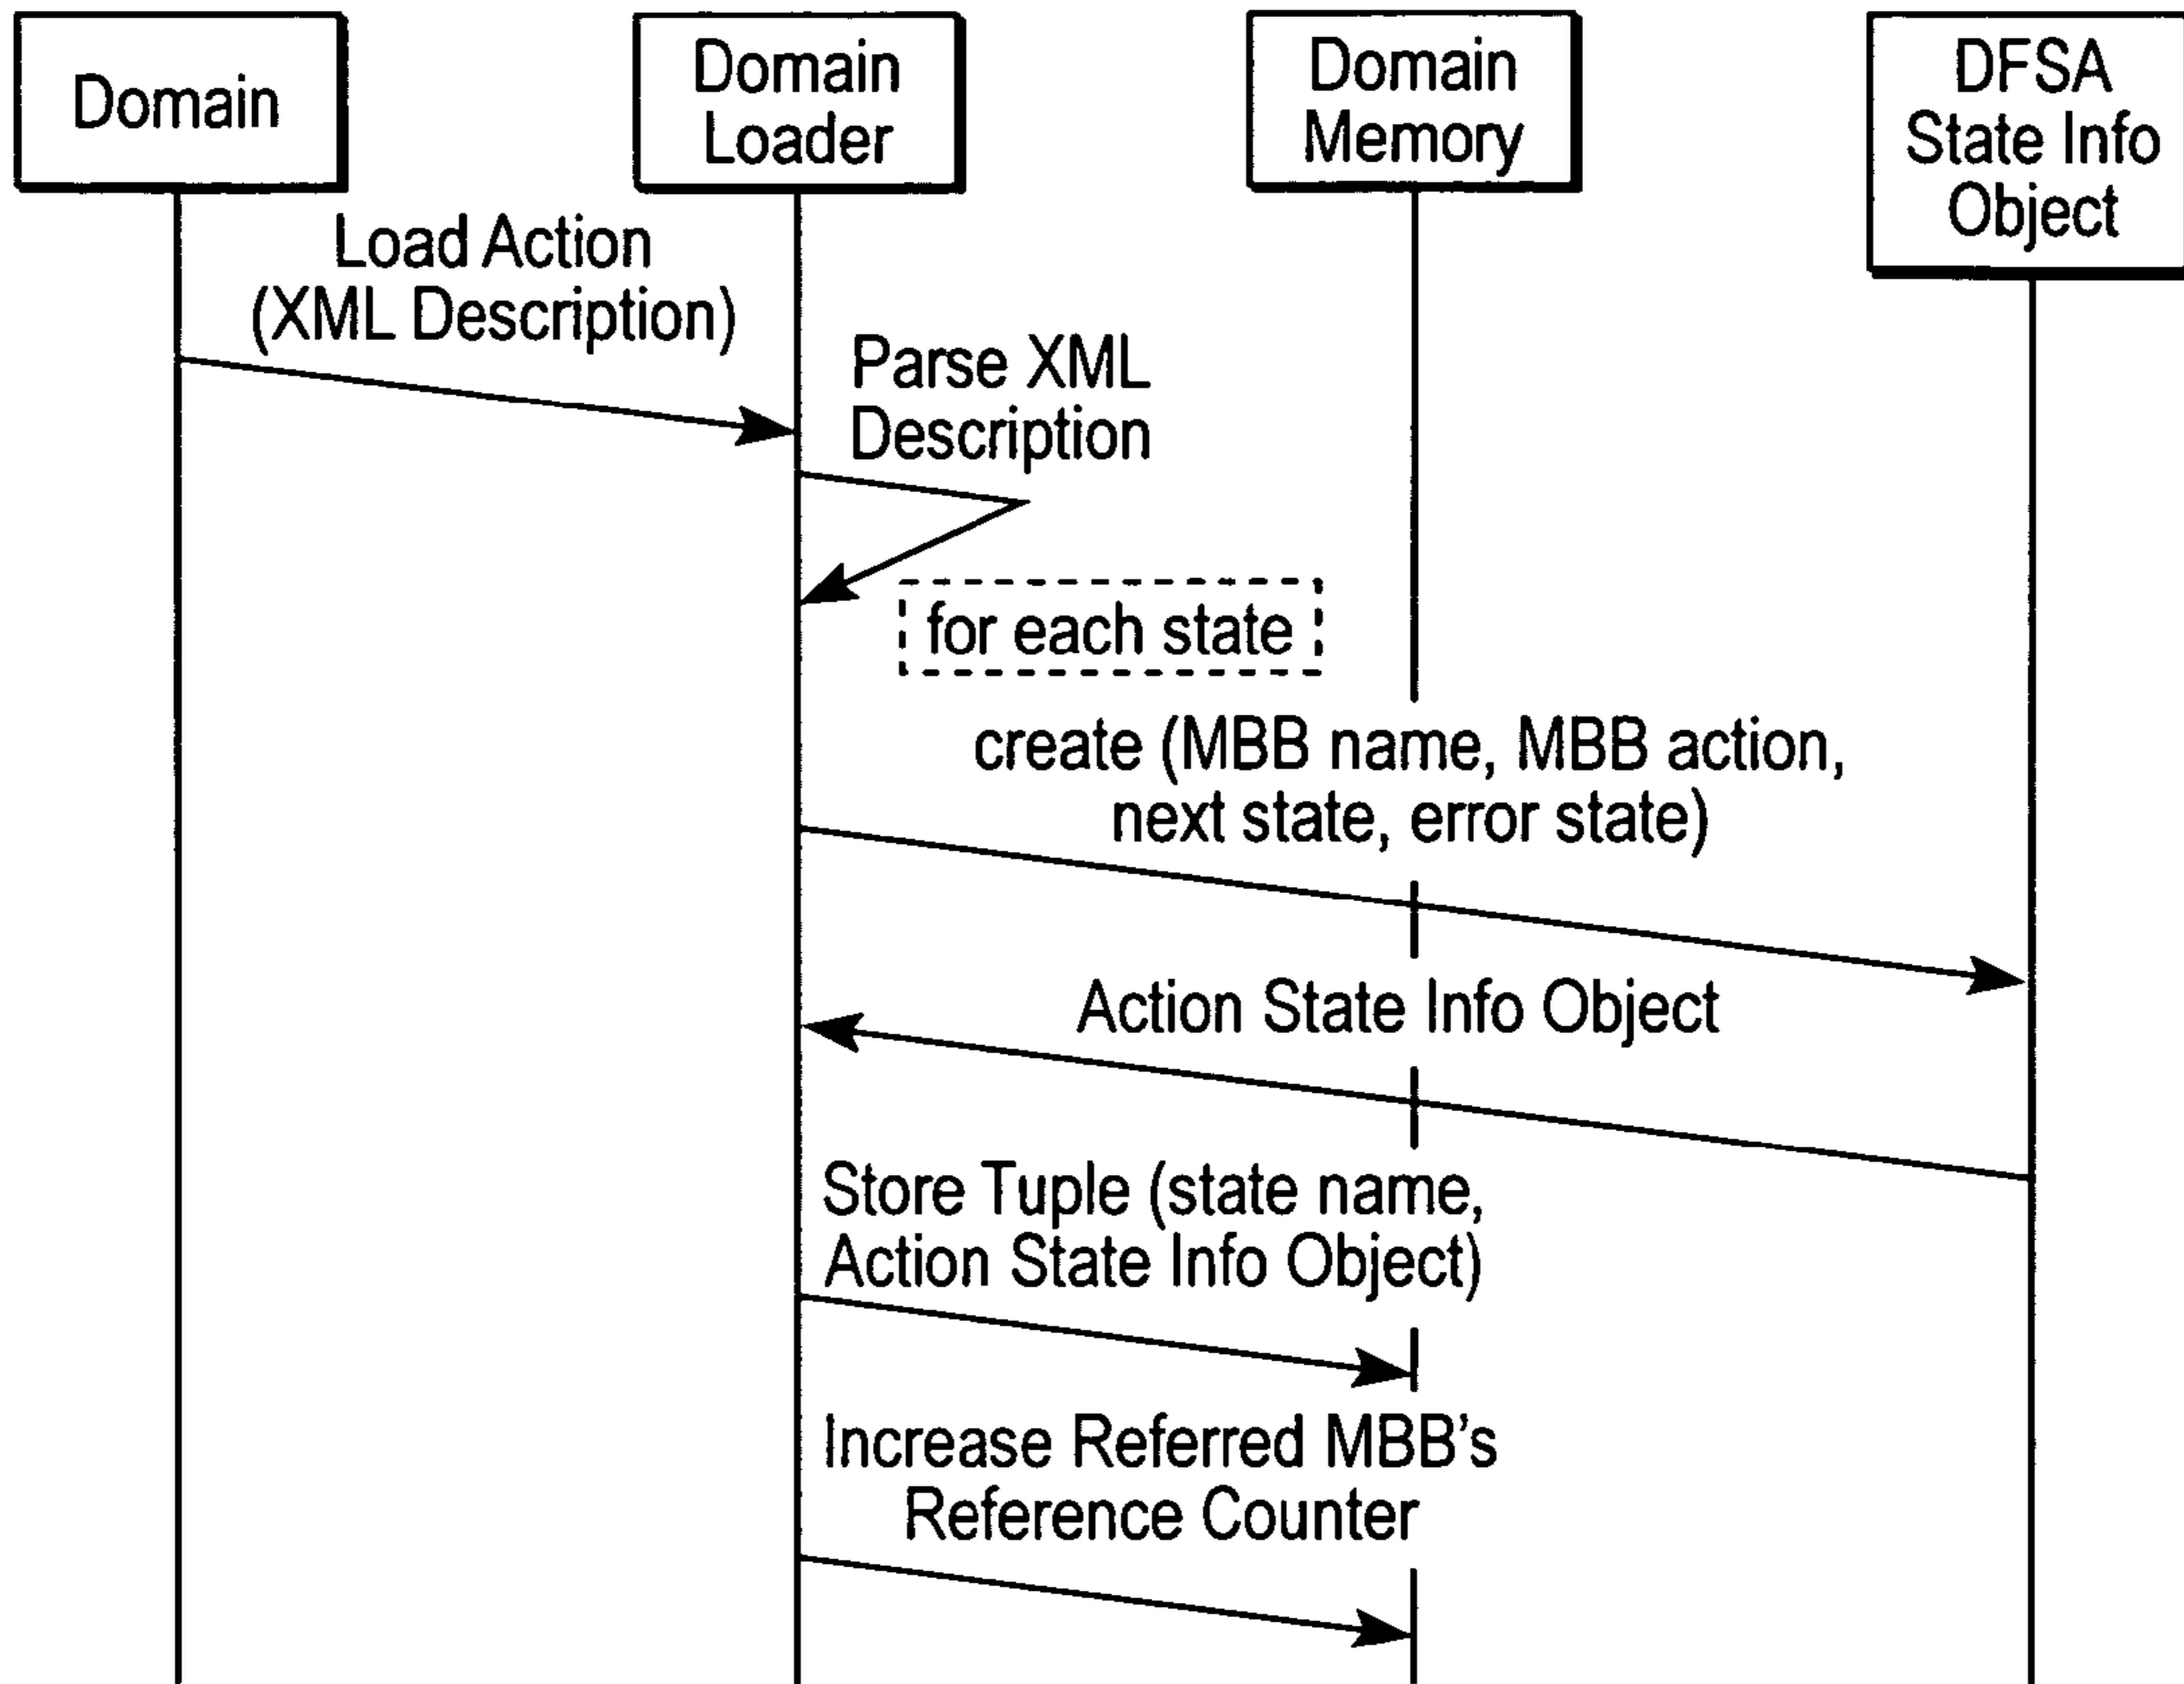 Domain
Domain
Loader
Domain
Memory
DFSA
State Info
Object
Load Action
(XML Description)
Parse XML
Description
for each state
create (MBB name, MBB action,
next state, error state)
Action State Info Object
Store Tuple (state name,
Action State Info Object)
Increase Referred MBB's
Reference Counter